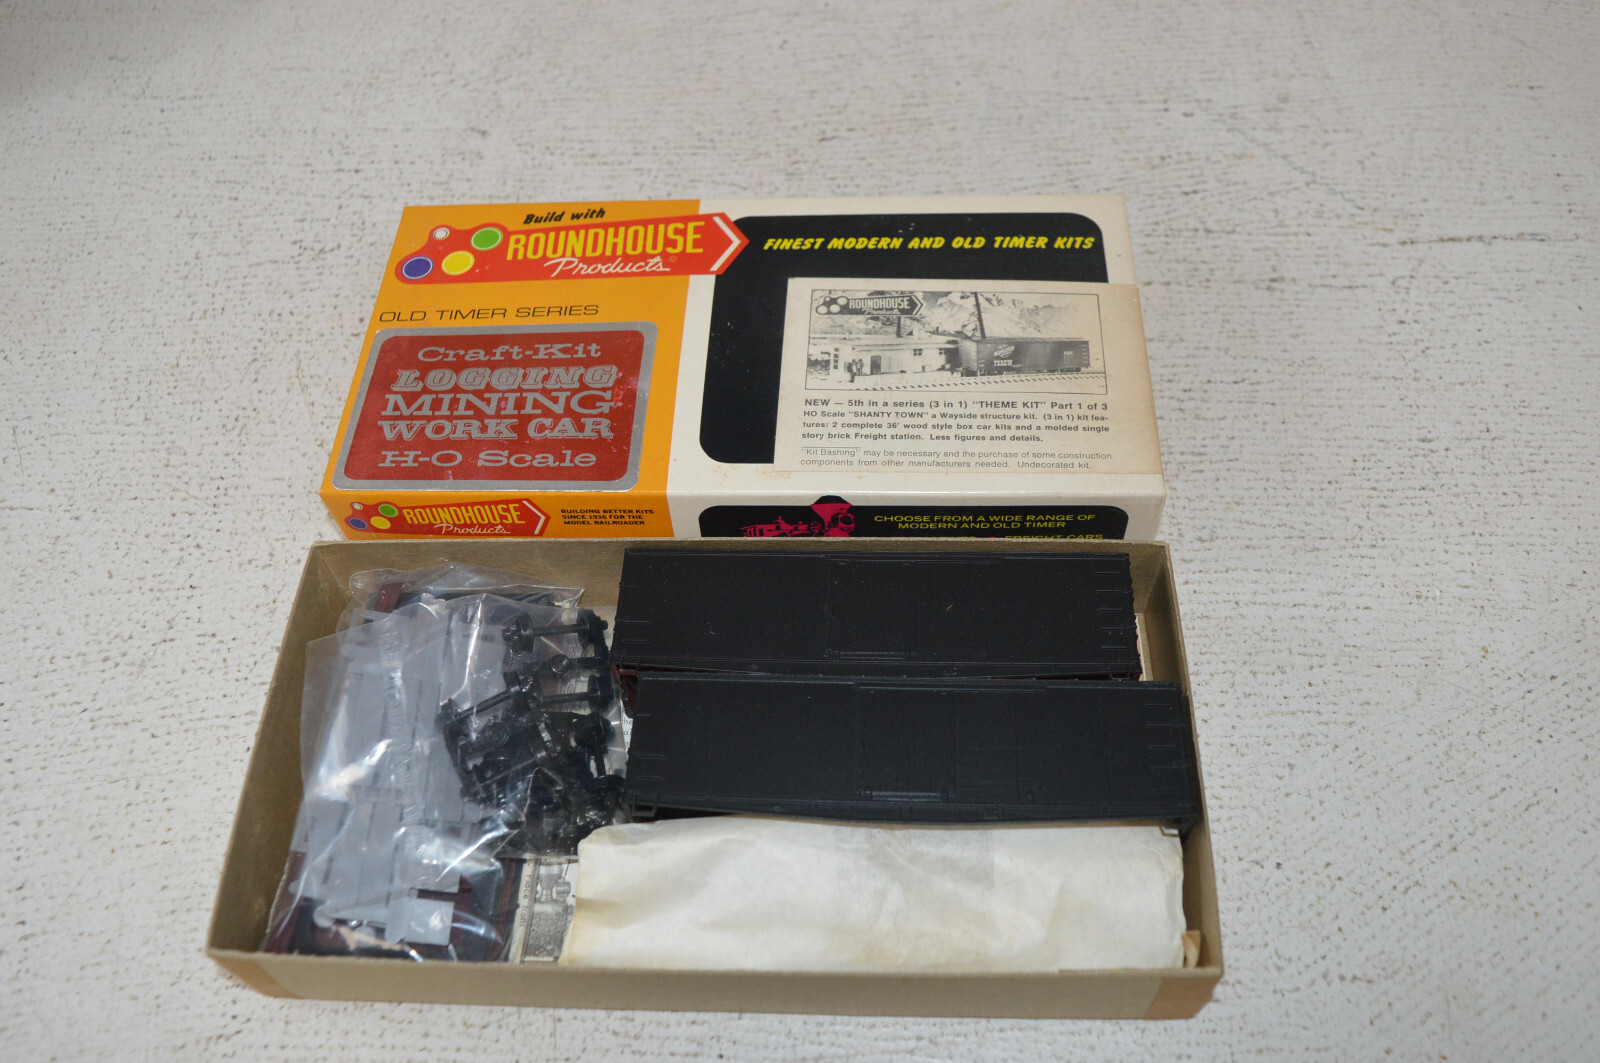 Build with
ROUNDHOUSE
Products©
FINEST MODERN AND OLD TIMER KITS
OLD TIMER SERIES
Craft-Kit
LOGGING
MINING
WORK CAR
H-O Scale
ROUNDHOUSE
Products
NEW — 5th in a series (3 in 1) "THEME KIT" Part 1 of 3
HO Scale "SHANTY TOWN" a Wayside structure kit. (3 in 1) kit fea-
tures: 2 complete 36' wood style box car kits and a molded single
story brick Freight station. Less figures and details.
"Kit Bashing" may be necessary and the purchase of some construction
components from other manufacturers needed. Undecorated kit.
ROUNDHOUSE
Products
BUILDING BETTER KITS
SINCE 1936 FOR THE
MODEL RAILROADER
CHOOSE FROM A WIDE RANGE OF
MODERN AND OLD TIMER
FREIGHT CARS